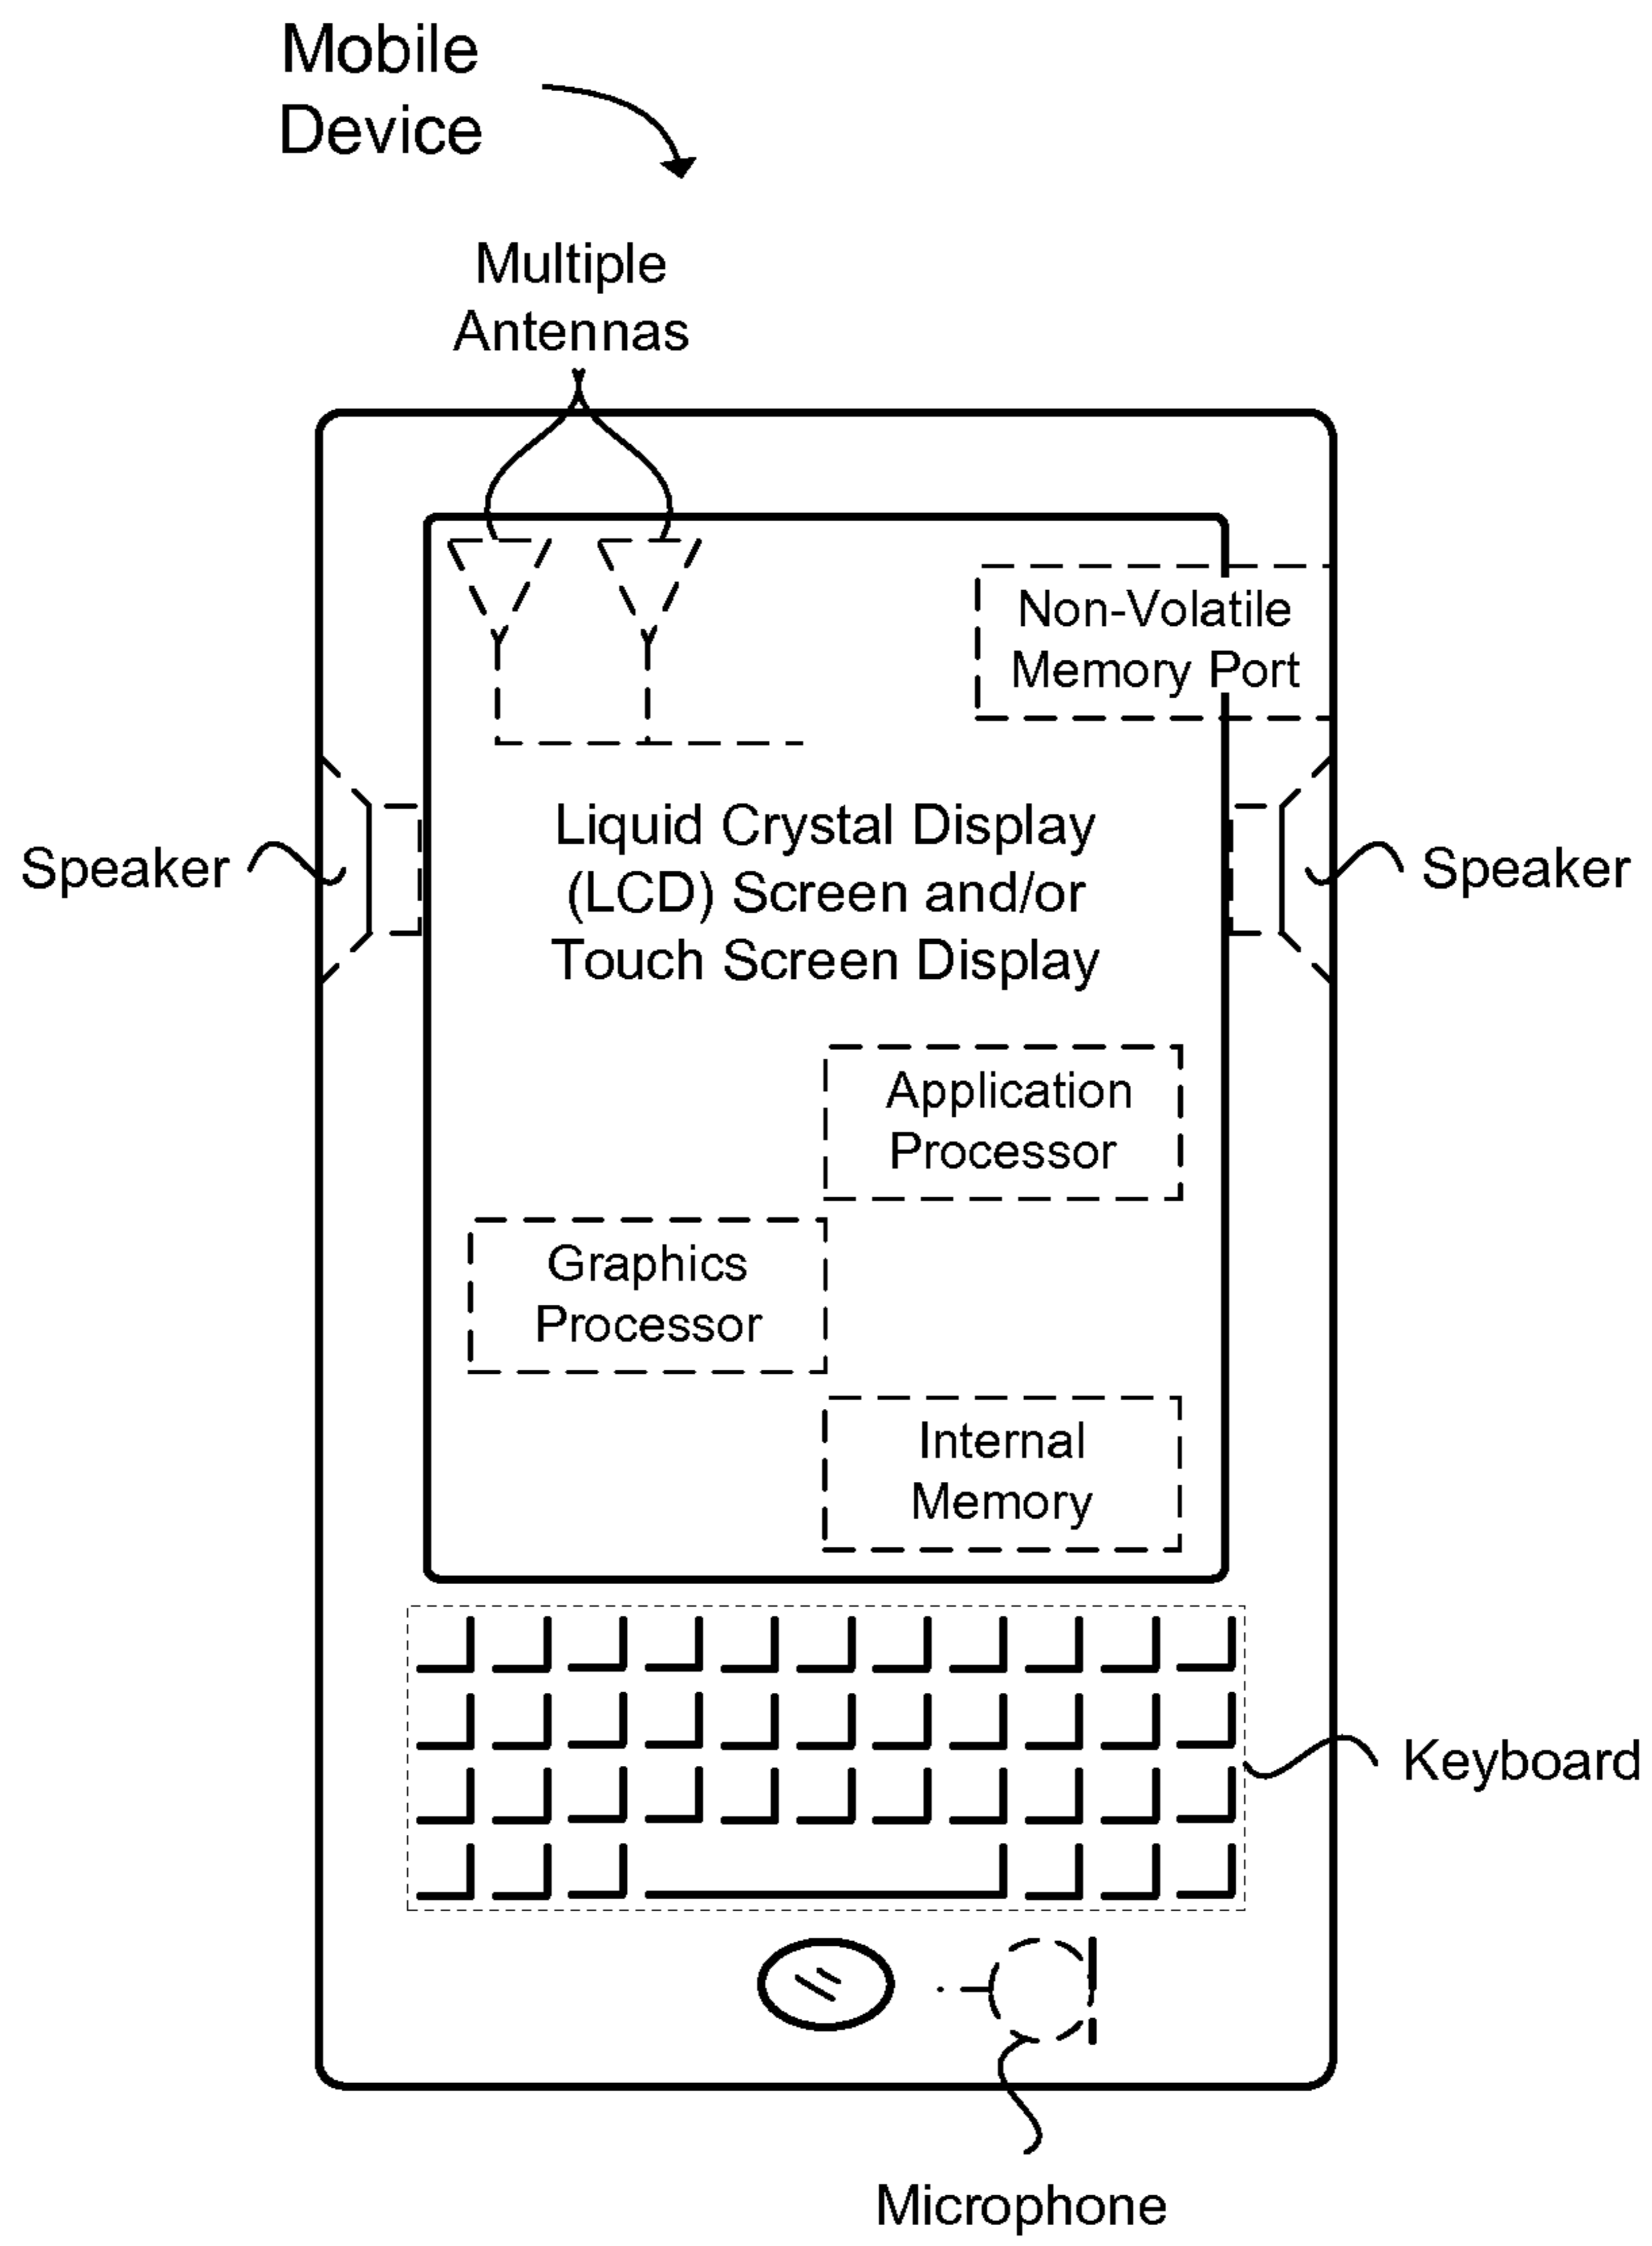 Mobile
Device
Multiple
Antennas
Non-Volatile
Memory Port
Speaker
Liquid Crystal Display
(LCD) Screen and/or
Touch Screen Display
Speaker
Application
Processor
Graphics
Processor
Internal
Memory
Keyboard
Microphone